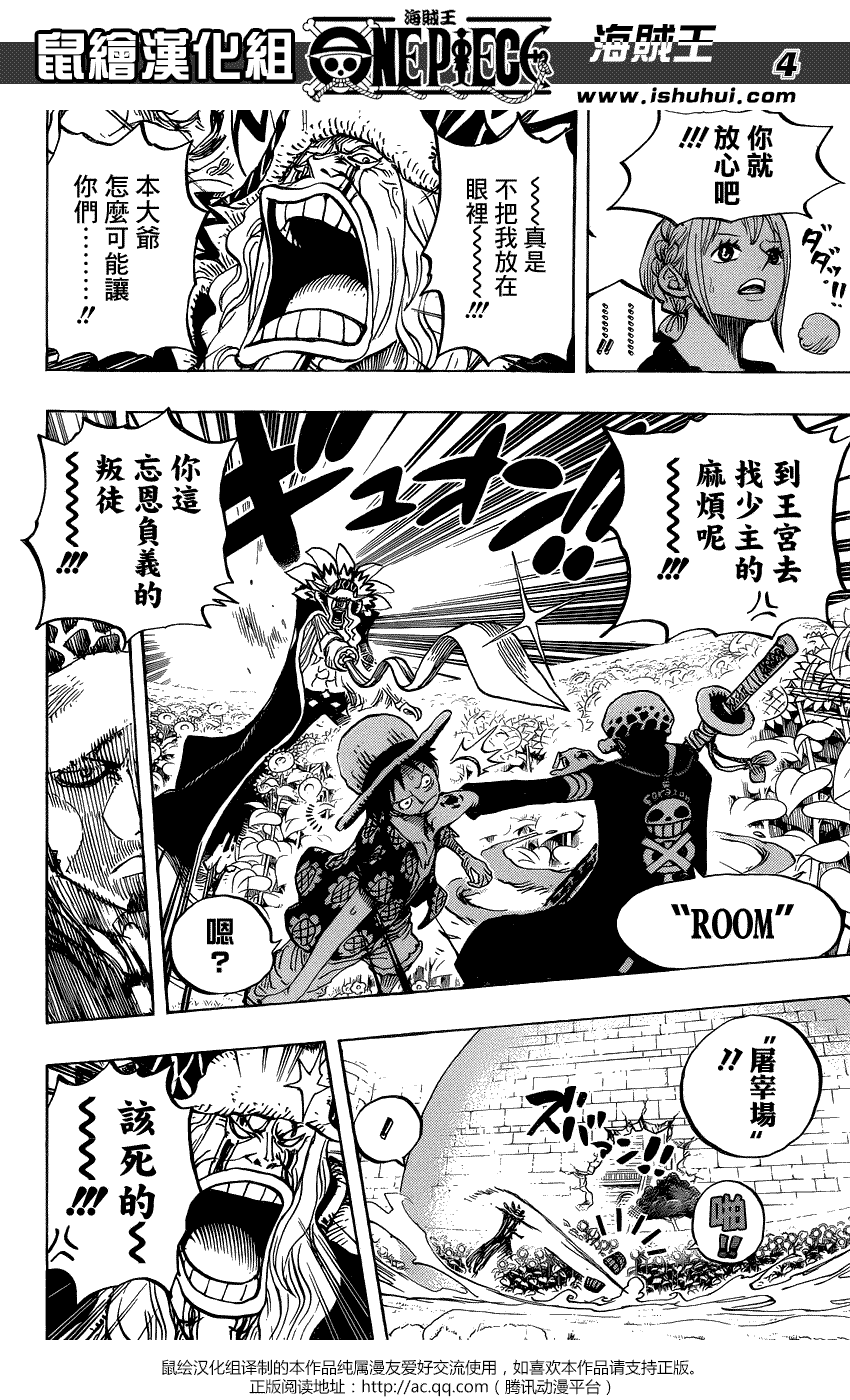 鼠繪漢化組
海賊王
ONE PIECE
海賊王
4
www.ishuhui.com
你就
放心吧
!!!
ダダダッ!!
~~~真是
不把我放在
眼裡~~~!!!
本大爺
怎麼可能讓
你們………!!
到王宮去
找少主的
麻煩呢
~~~!!!
ギュオオン!!
你這
忘恩負義的
叛徒
~~~!!!
嗯?
“ROOM”
“屠宰場”
!!
ズバァン!!
!
該死的~
~~~!!!
鼠绘汉化组译制的本作品纯属漫友爱好交流使用，如喜欢本作品请支持正版。
正版阅读地址：http://ac.qq.com（腾讯动漫平台）